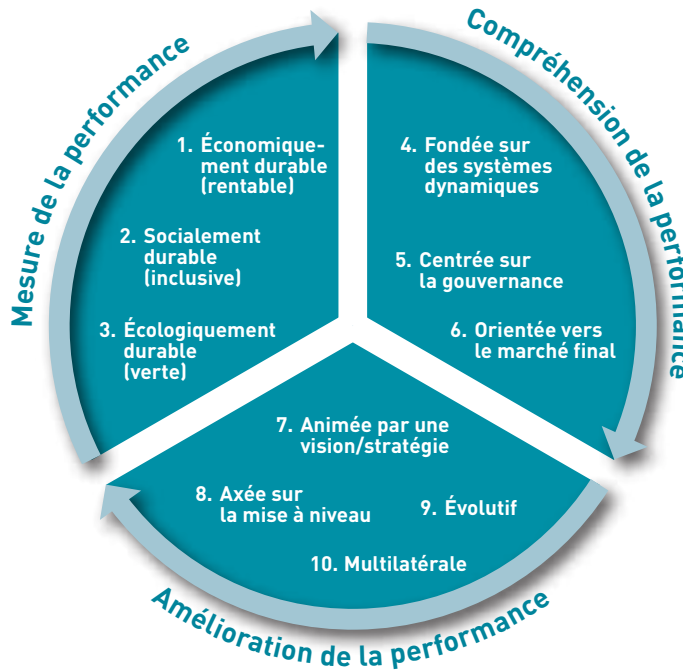 Mesure de la performance
1. Économique-
ment durable
(rentable)
2. Socialement
durable
(inclusive)
3. Écologiquement
durable
(verte)
Compréhension de la performance
4. Fondée sur
des systèmes
dynamiques
5. Centrée sur
la gouvernance
6. Orientée vers
le marché final
7. Animée par une
vision/stratégie
8. Axée sur
la mise à niveau
9. Évolutif
10. Multilatérale
Amélioration de la performance